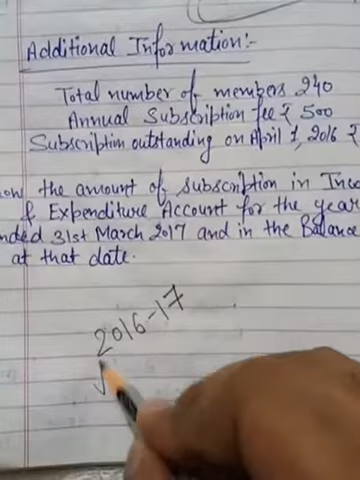 Additional Information:-
Total number of members 240
Annual Subscription fee ₹ 500
Subscription outstanding on April 1, 2016 ₹
the amount of subscription in
& Expenditure Account for the year
31st March 2017 and in the Balance
at that date.
2016-17